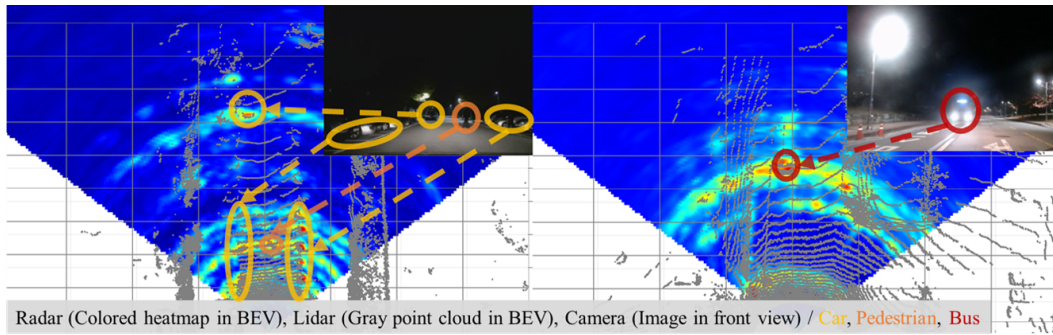 Radar (Colored heatmap in BEV), Lidar (Gray point cloud in BEV), Camera (Image in front view) / Car, Pedestrian, Bus